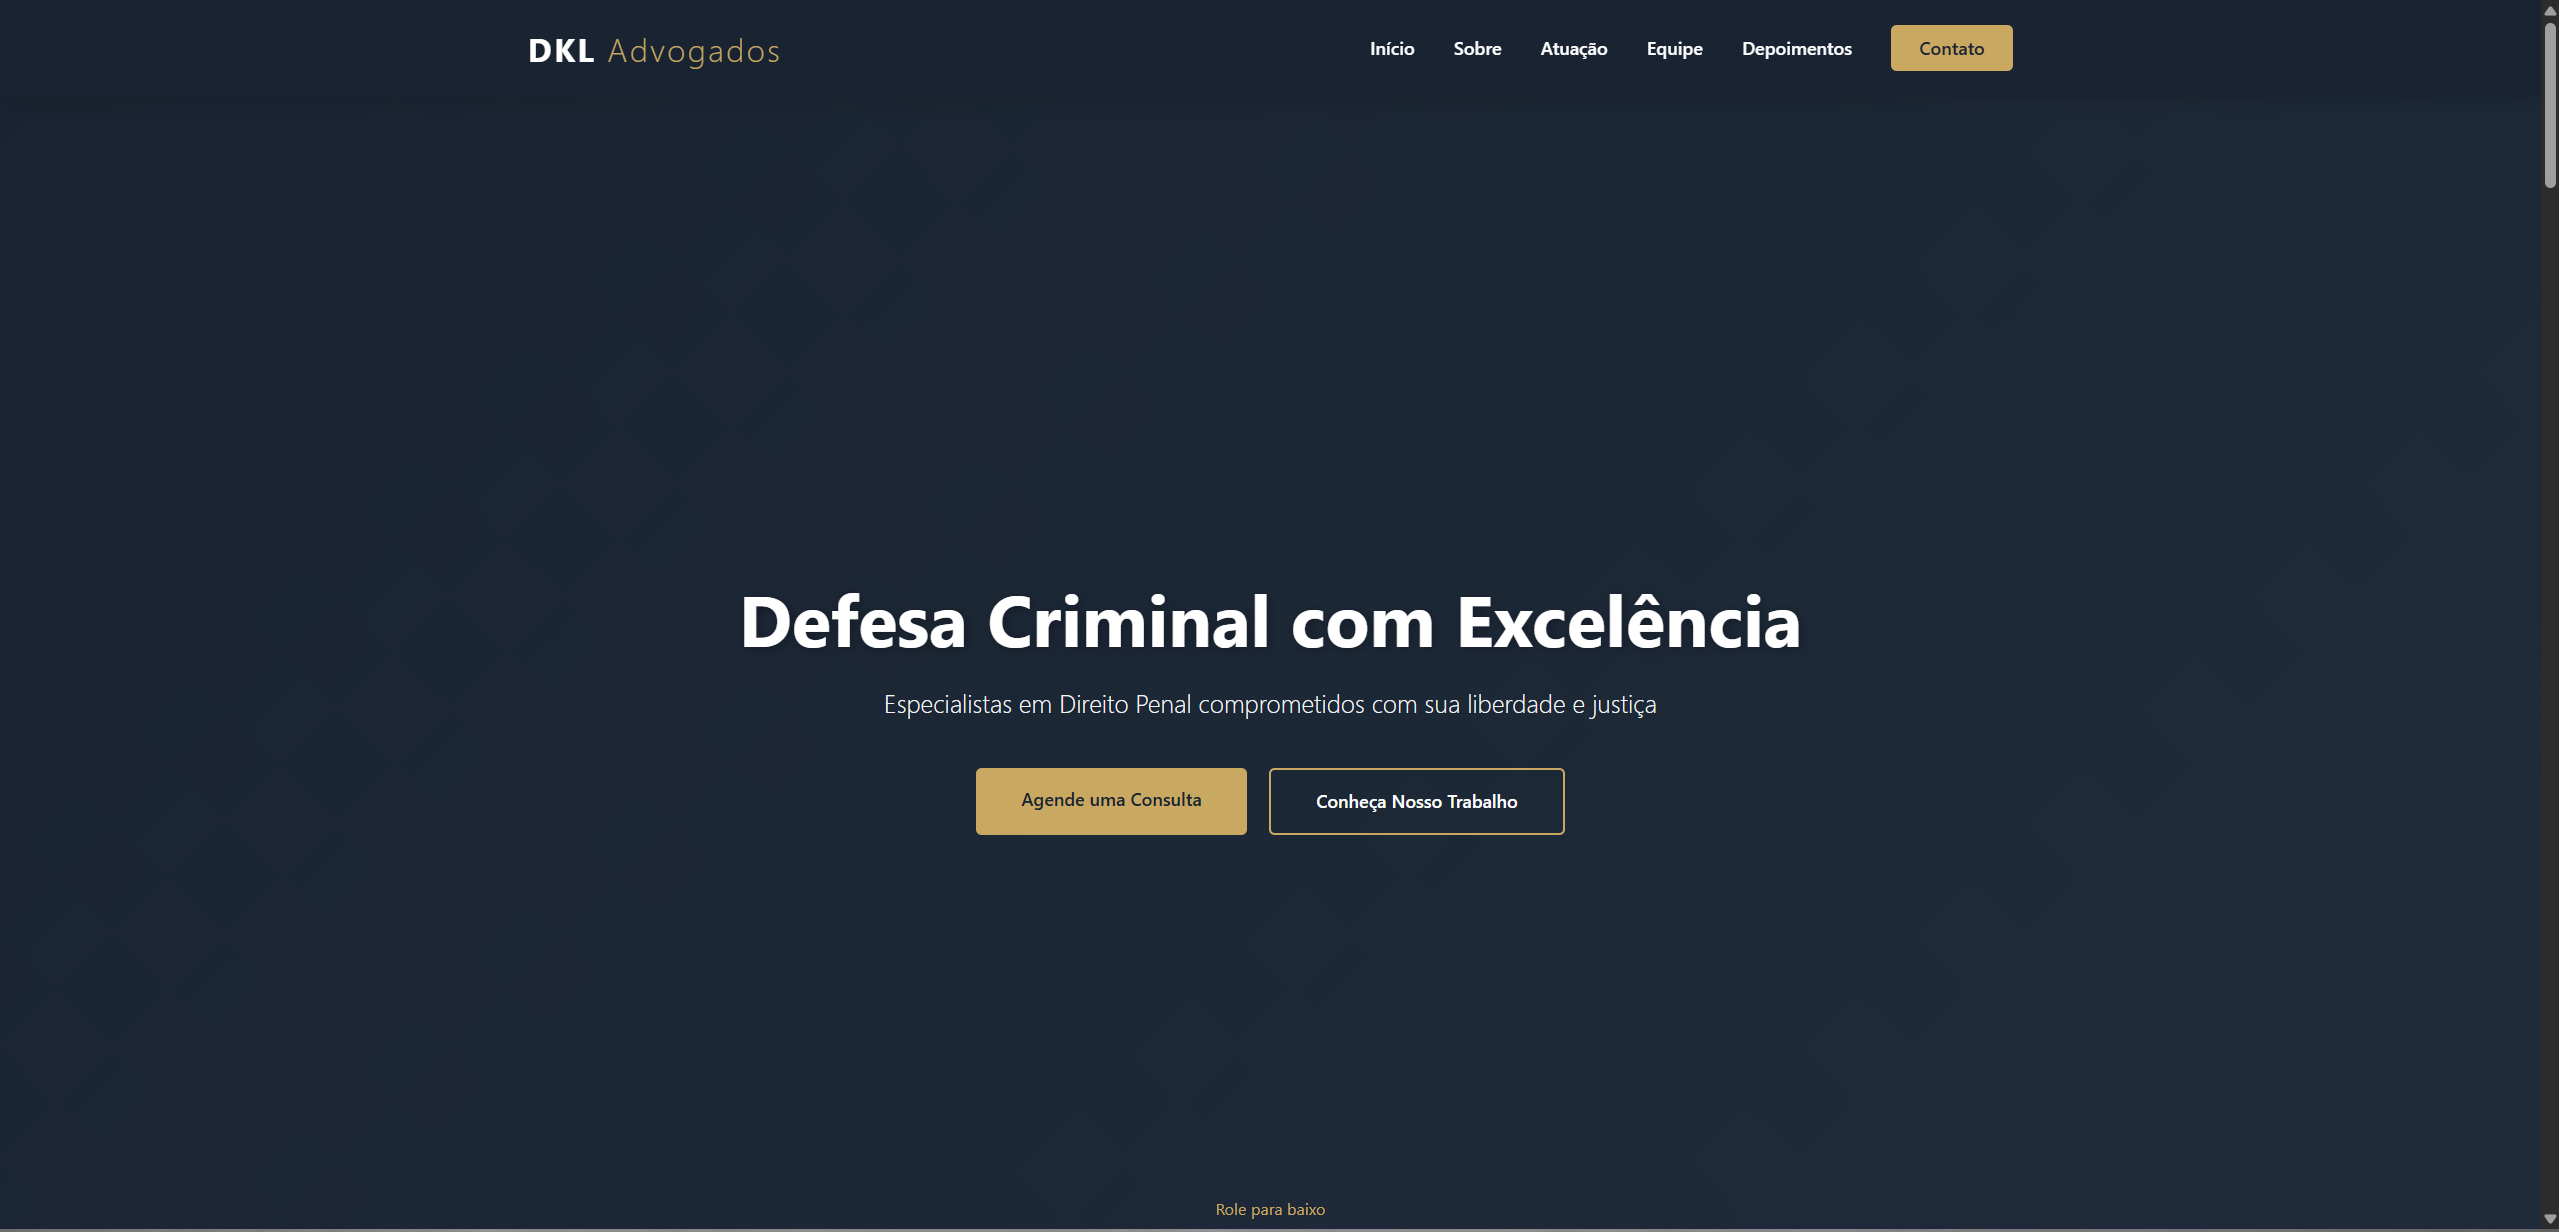 DKL Advogados
Início Sobre Atuação Equipe Depoimentos Contato
Defesa Criminal com Excelência
Especialistas em Direito Penal comprometidos com sua liberdade e justiça
Agende uma Consulta Conheça Nosso Trabalho
Role para baixo